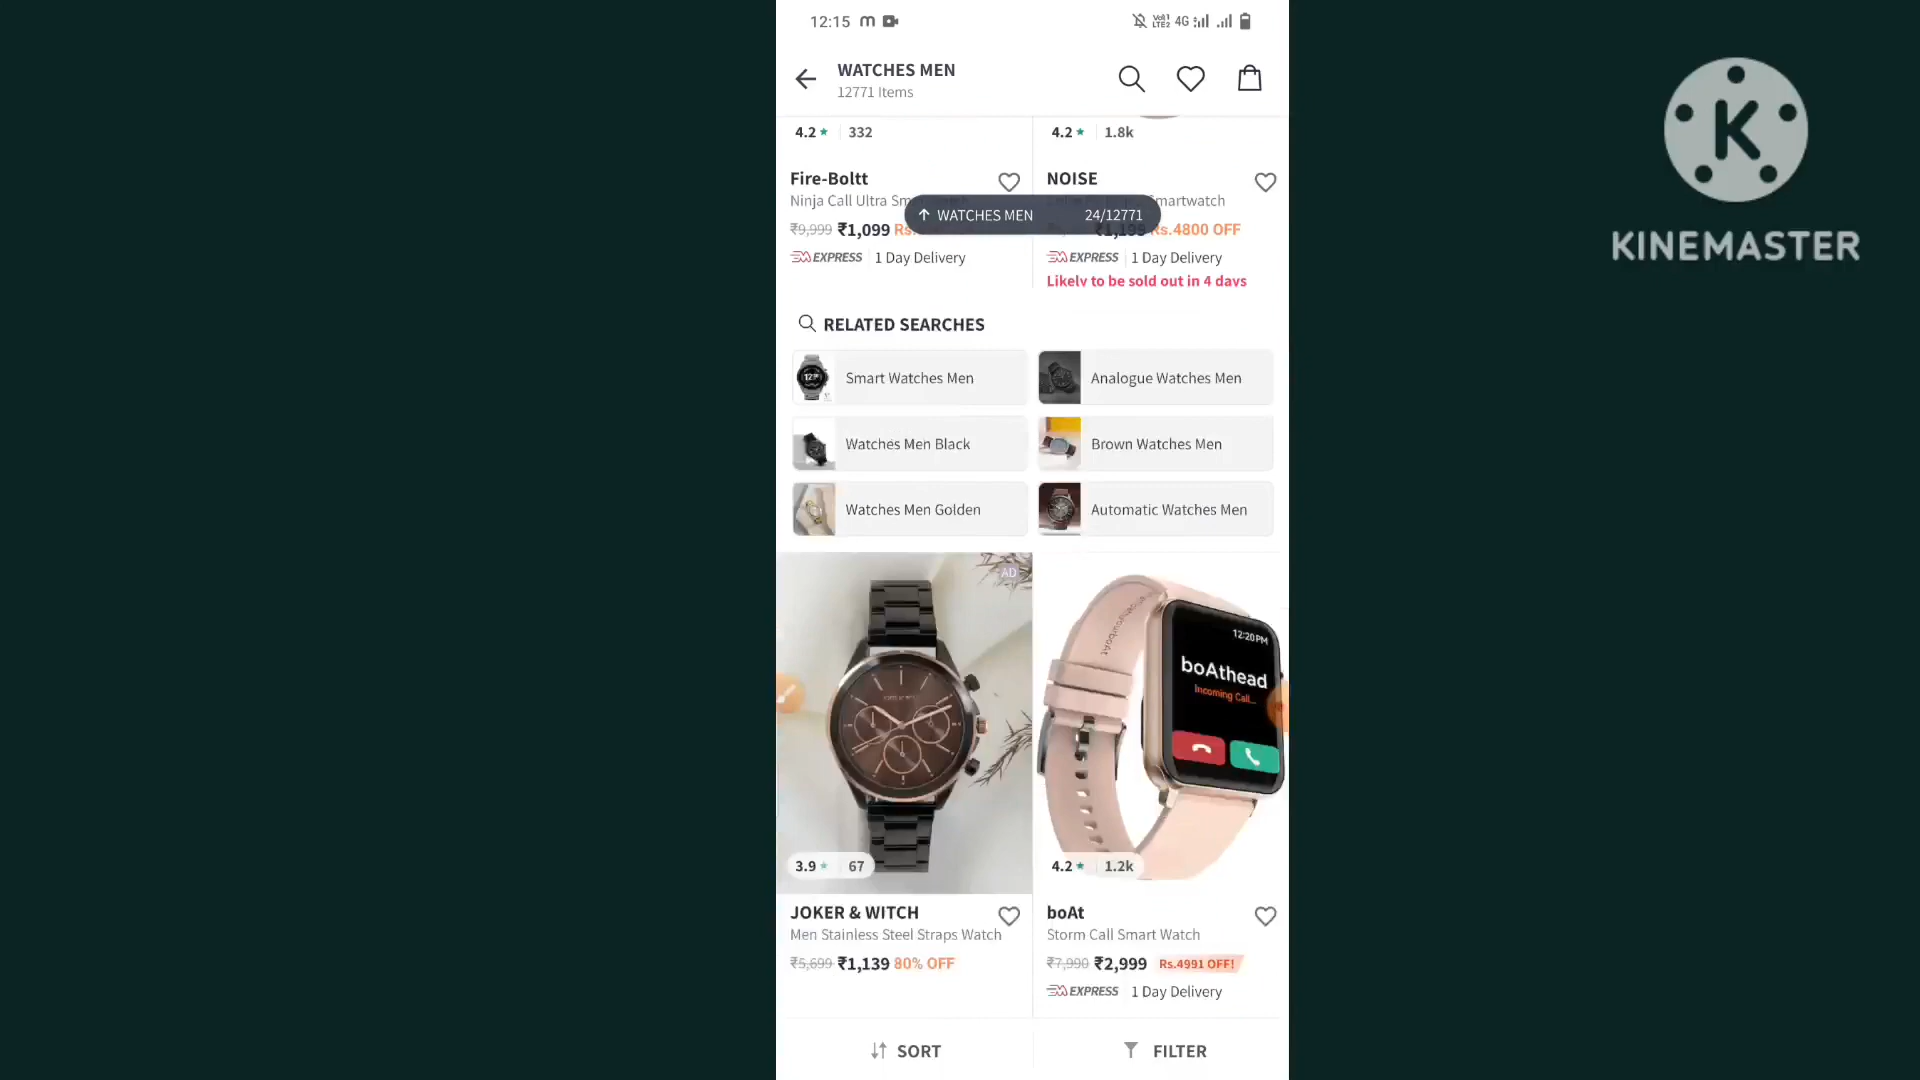 12:15
4G
WATCHES MEN
12771 Items
KINEMASTER
4.2 ★ 332
4.2 ★ 1.8k
Fire-Boltt
NOISE
Ninja Call Ultra
martwatch
↑ WATCHES MEN 24/12771
₹9,999 ₹1,099 Rs.
₹1,199 Rs.4800 OFF
EXPRESS 1 Day Delivery
EXPRESS 1 Day Delivery
Likely to be sold out in 4 days
RELATED SEARCHES
Smart Watches Men
Analogue Watches Men
Watches Men Black
Brown Watches Men
Watches Men Golden
Automatic Watches Men
AD
12:20PM
boAthead
Incoming Call...
3.9 ★ 67
4.2 ★ 1.2k
JOKER & WITCH
boAt
Men Stainless Steel Straps Watch
Storm Call Smart Watch
₹5,699 ₹1,139 80% OFF
₹7,990 ₹2,999 Rs.4991 OFF!
EXPRESS 1 Day Delivery
SORT
FILTER